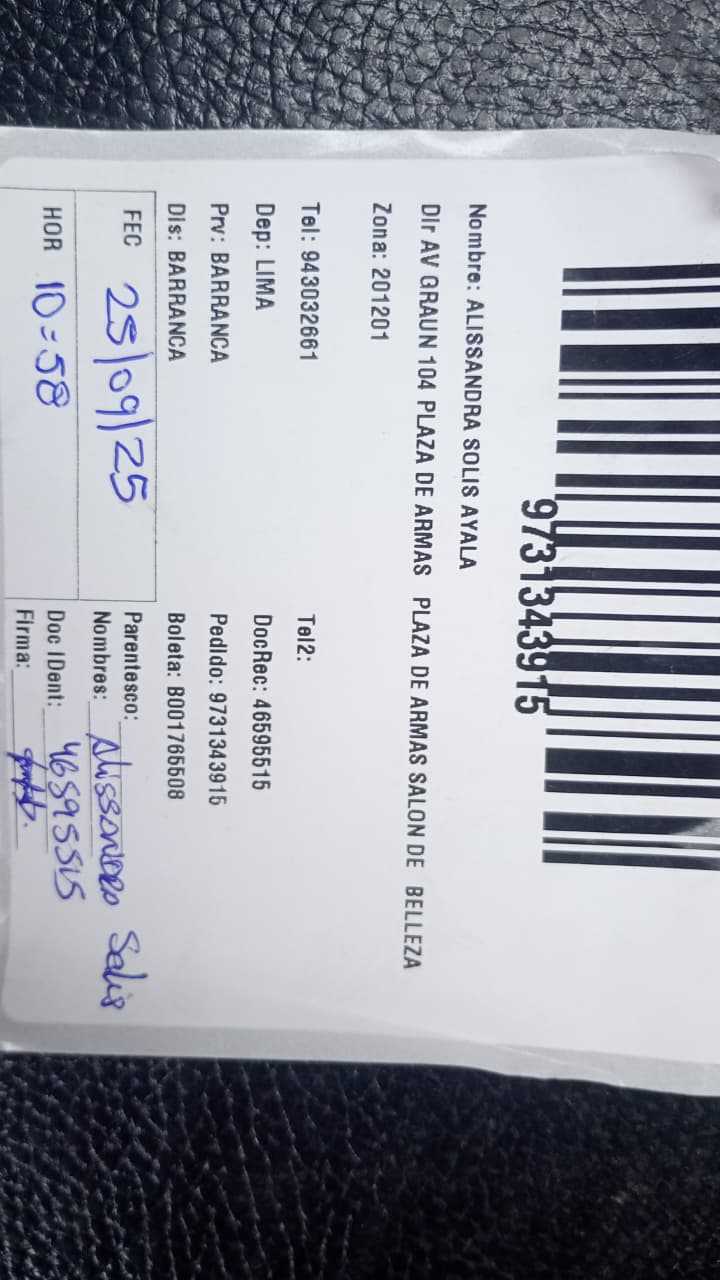 9731343915
Nombre: ALISSANDRA SOLIS AYALA
Dir AV GRAUN 104 PLAZA DE ARMAS PLAZA DE ARMAS SALON DE BELLEZA
Zona: 201201
Tel: 943032661 Tel2:
Dep: LIMA DocRec: 46595515
Prv: BARRANCA Pedido: 9731343915
Dis: BARRANCA Boleta: B001765508
FEC 25/09/25 Parentesco:
Nombres: Alissandra Solis
HOR 10:58 Doc IDent: 46595515
Firma: